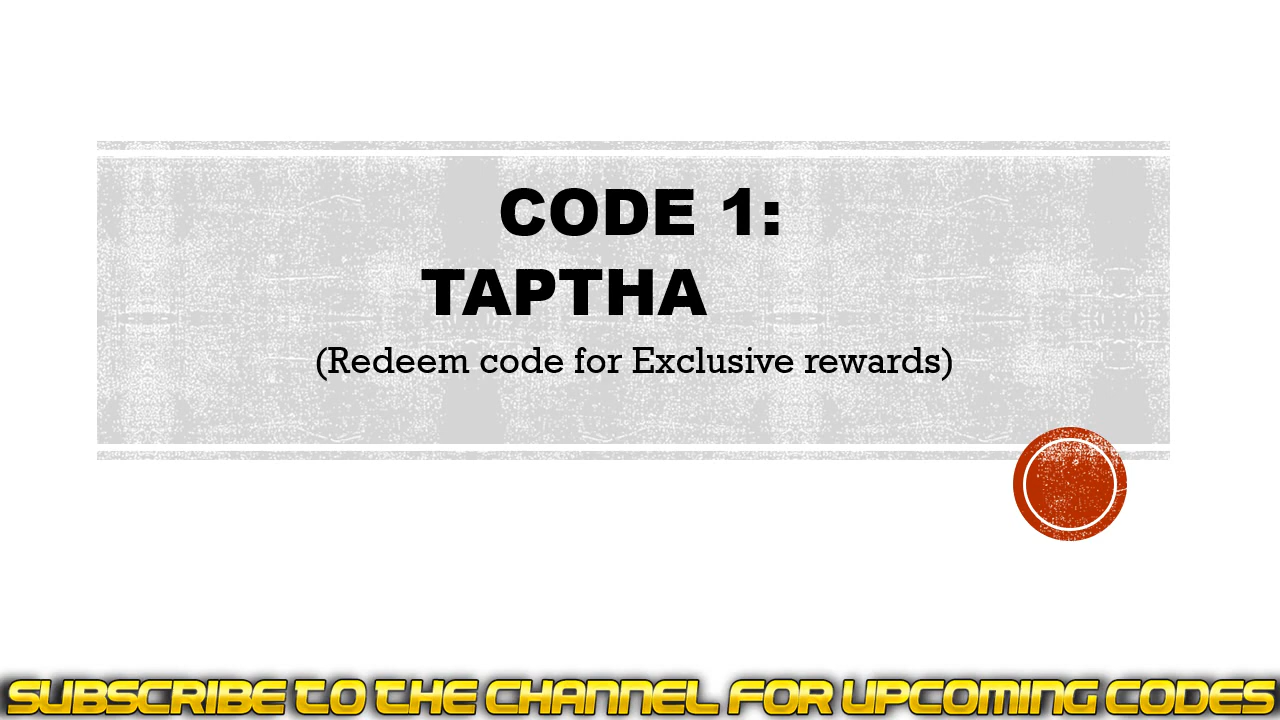 CODE 1:
TAPTHA
(Redeem code for Exclusive rewards)
SUBSCRIBE TO THE CHANNEL FOR UPCOMING CODES